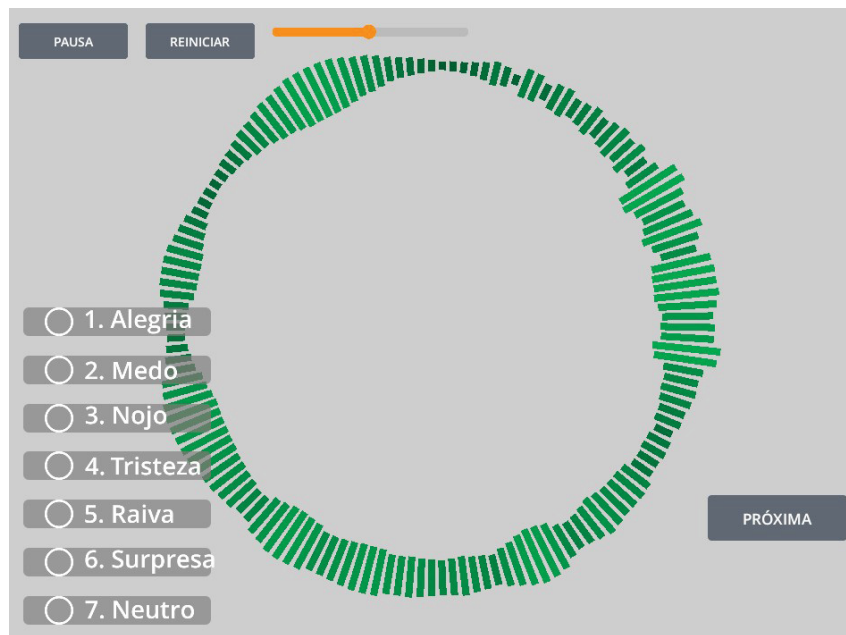 PAUSA
REINICIAR
1. Alegria
2. Medo
3. Nojo
4. Tristeza
5. Raiva
6. Surpresa
7. Neutro
PRÓXIMA